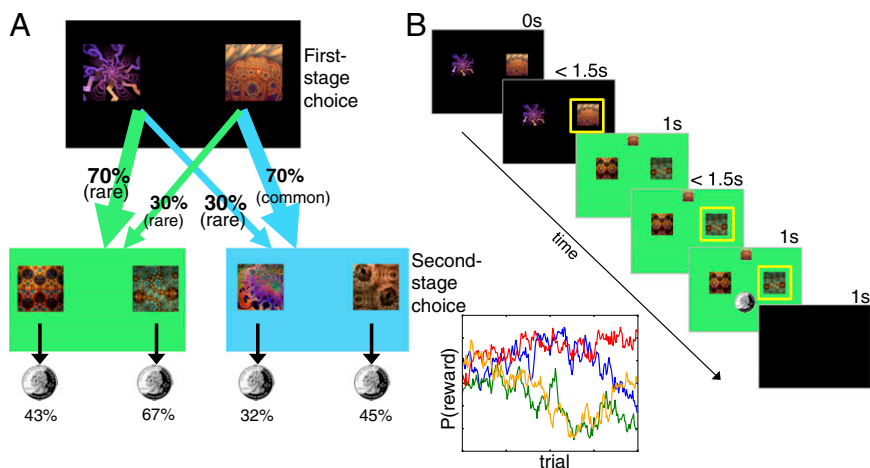 A
First-
stage
choice
70%
(rare)
30%
(rare)
30%
(rare)
70%
(common)
Second-
stage
choice
43%
67%
32%
45%
B
0s
< 1.5s
1s
< 1.5s
1s
1s
time
P(reward)
trial